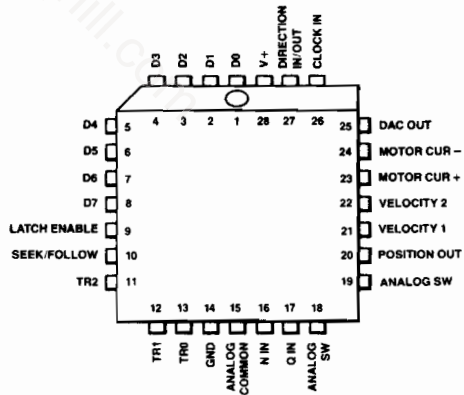 D3
D2
D1
D0
V+
DIRECTION
IN/OUT
CLOCK IN
4
3
2
1
28
27
26
D4
5
D5
6
D6
7
D7
8
LATCH ENABLE
9
SEEK/FOLLOW
10
TR2
11
25
DAC OUT
24
MOTOR CUR –
23
MOTOR CUR +
22
VELOCITY 2
21
VELOCITY 1
20
POSITION OUT
19
ANALOG SW
12
13
14
15
16
17
18
TR1
TR0
GND
ANALOG
COMMON
N IN
Q IN
ANALOG
SW